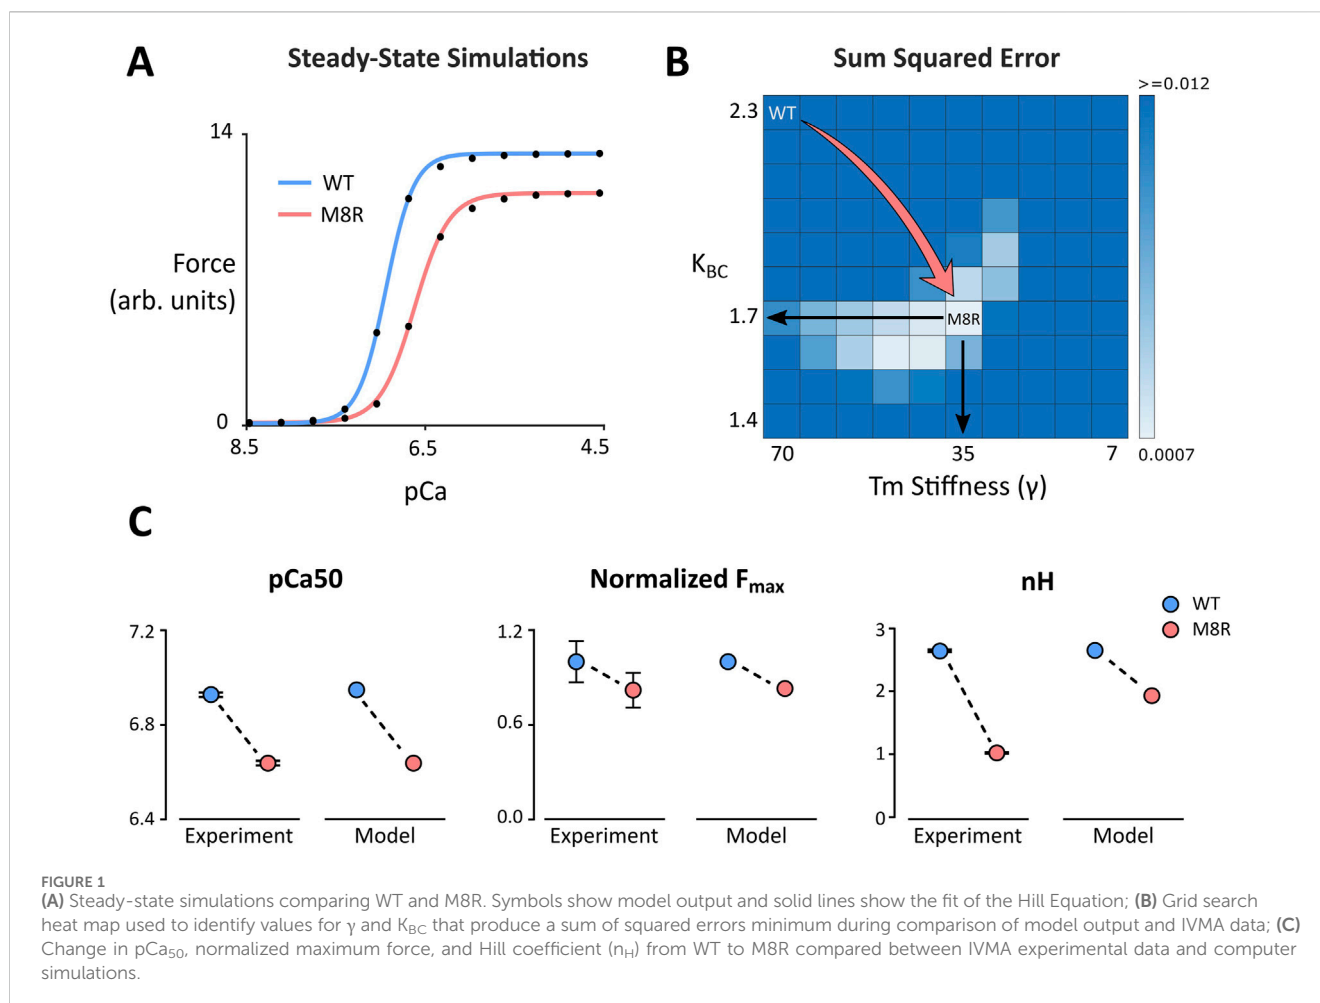 A
Steady-State Simulations
14
WT
M8R
Force
(arb. units)
0
8.5
6.5
4.5
pCa
B
Sum Squared Error
>=0.012
2.3
WT
K_BC
1.7
M8R
1.4
70
35
7
0.0007
Tm Stiffness (γ)
C
pCa50
7.2
6.8
6.4
Experiment
Model
Normalized F_max
1.2
0.6
0.0
Experiment
Model
nH
WT
M8R
3
2
1
0
Experiment
Model
FIGURE 1
(A) Steady-state simulations comparing WT and M8R. Symbols show model output and solid lines show the fit of the Hill Equation; (B) Grid search
heat map used to identify values for γ and K_BC that produce a sum of squared errors minimum during comparison of model output and IVMA data; (C)
Change in pCa₅₀, normalized maximum force, and Hill coefficient (n_H) from WT to M8R compared between IVMA experimental data and computer
simulations.